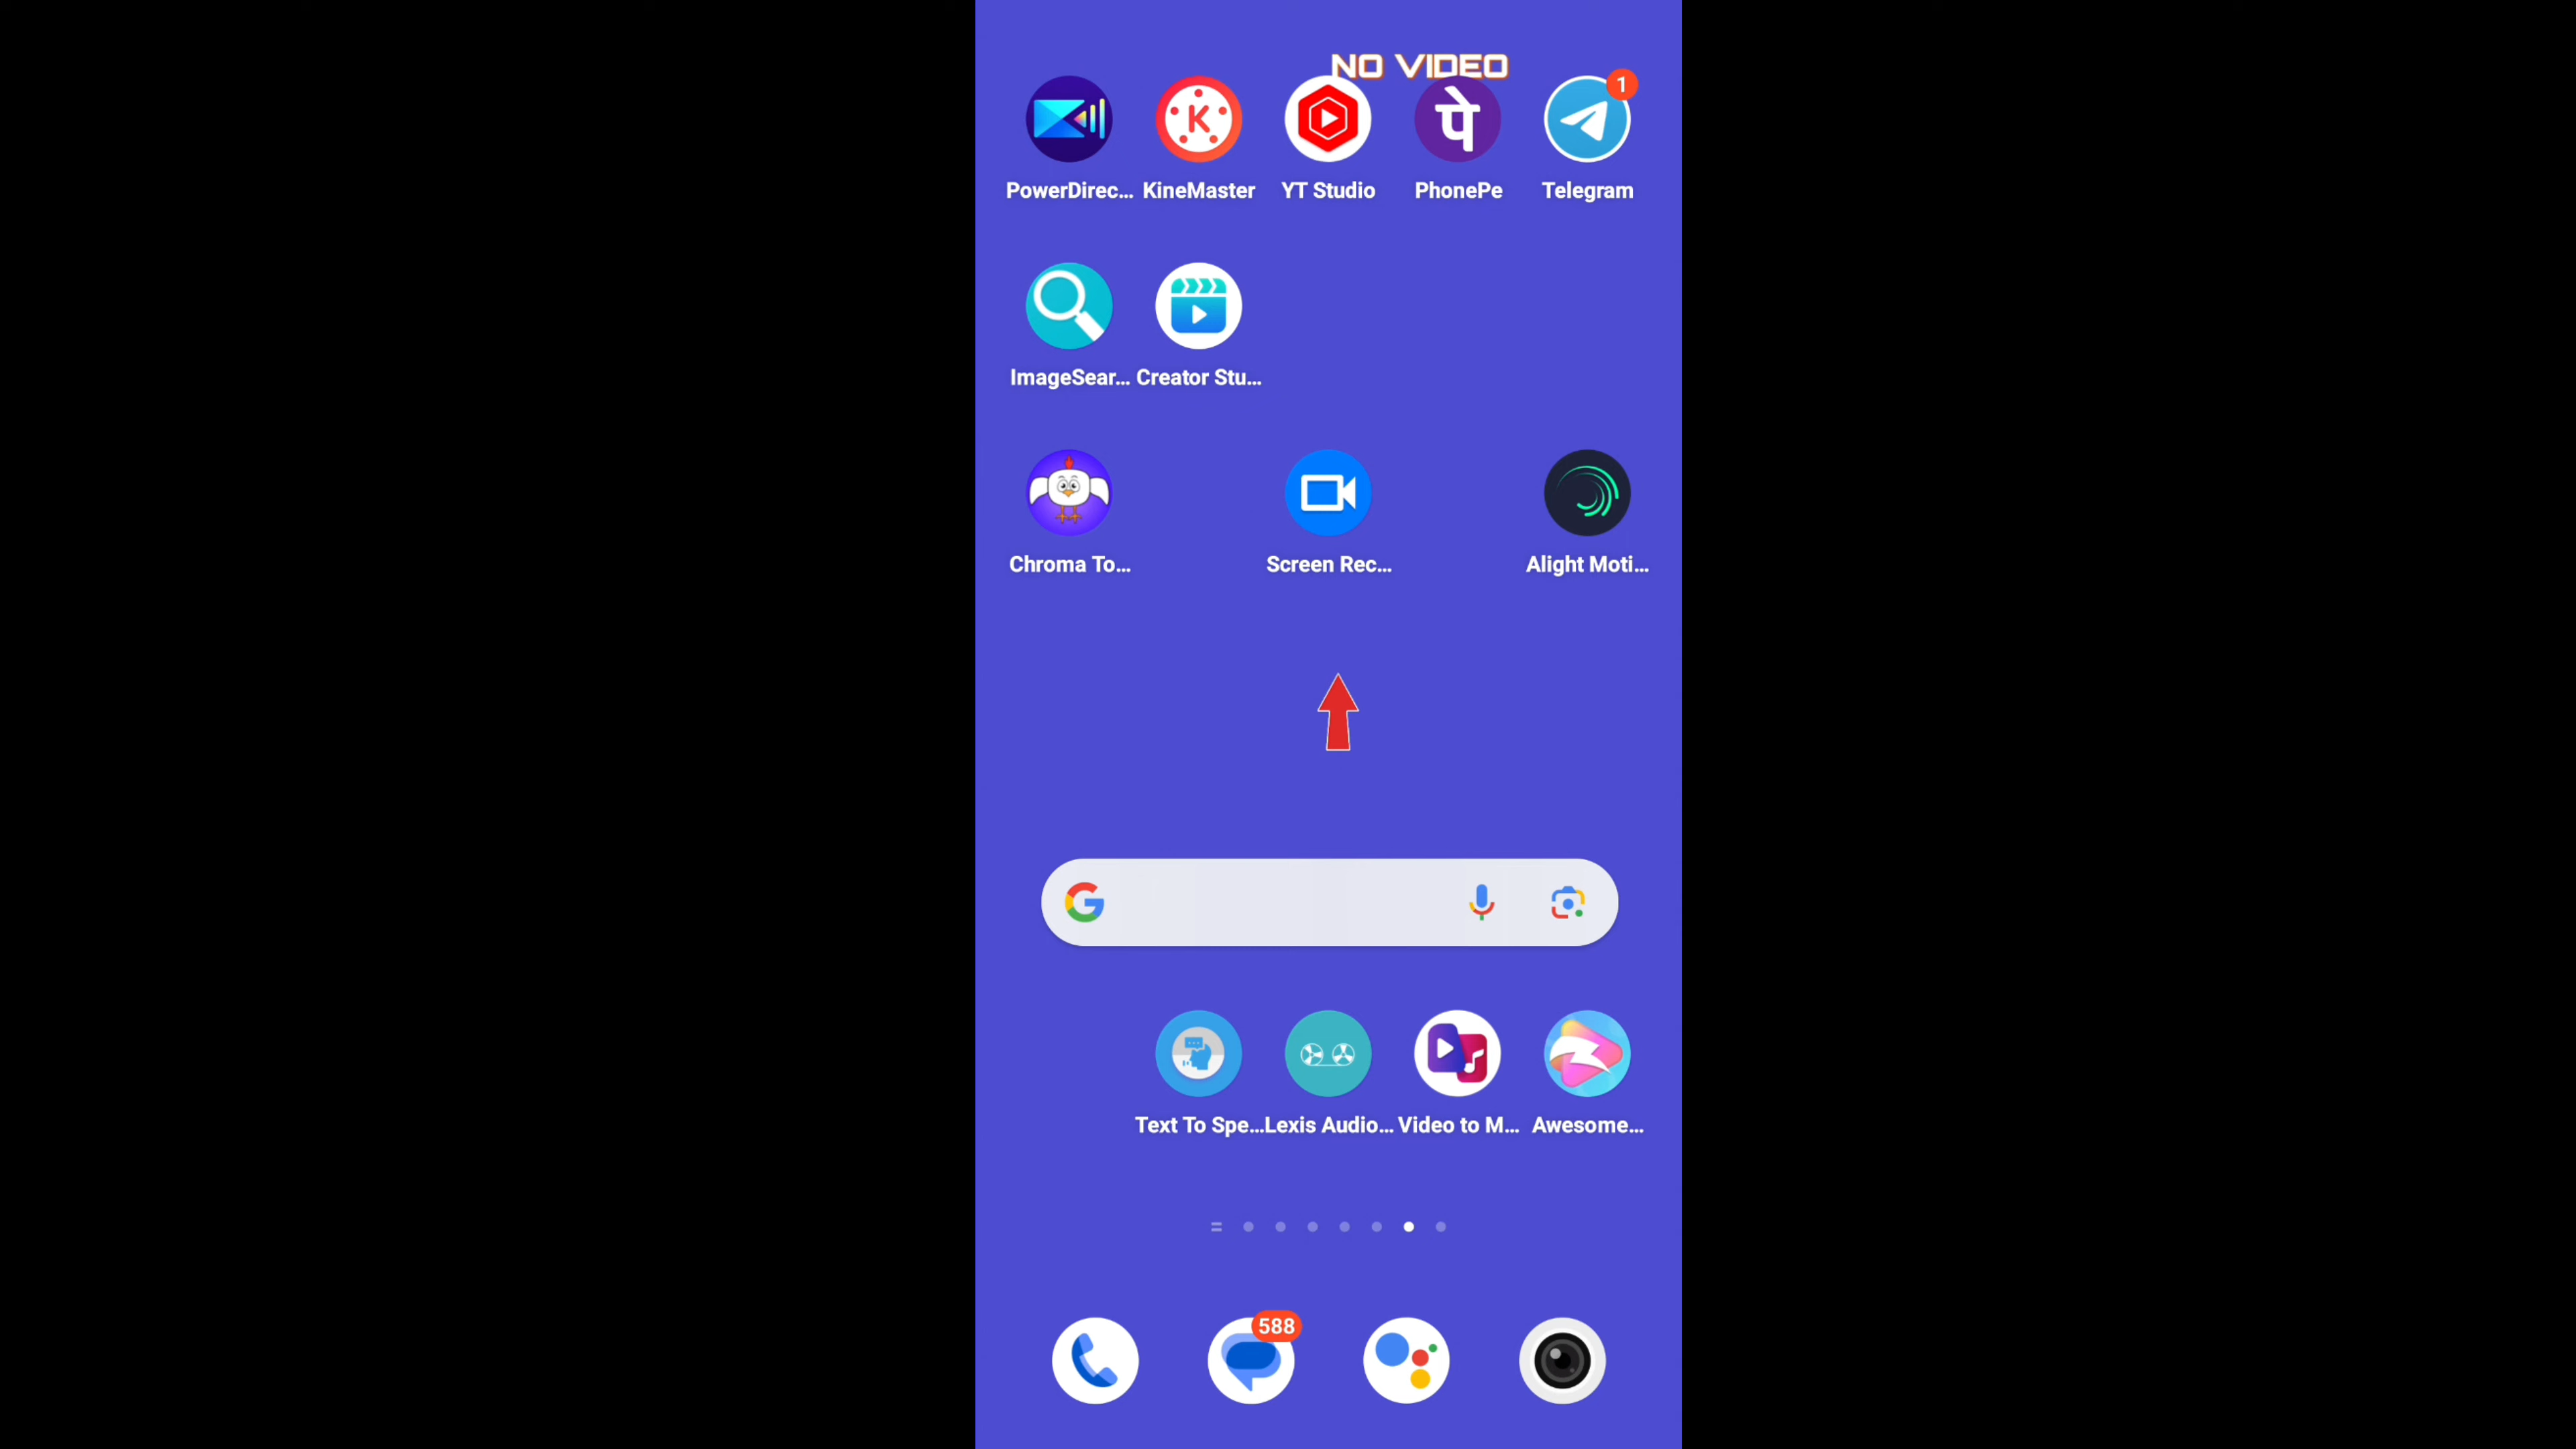 NO VIDEO
1
पे
K
PowerDirec... KineMaster YT Studio PhonePe Telegram
ImageSear... Creator Stu...
Chroma To... Screen Rec... Alight Moti...
G
Text To Spe... Lexis Audio... Video to M... Awesome...
588